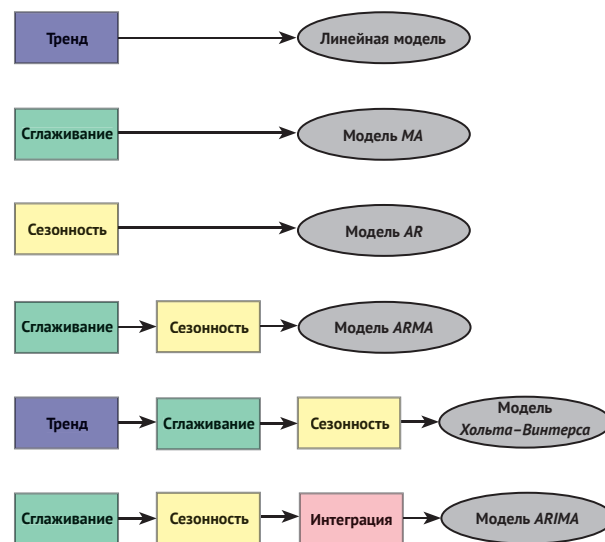 Тренд
Линейная модель
Сглаживание
Модель MA
Сезонность
Модель AR
Сглаживание
Сезонность
Модель ARMA
Тренд
Сглаживание
Сезонность
Модель
Хольта–Винтерса
Сглаживание
Сезонность
Интеграция
Модель ARIMA